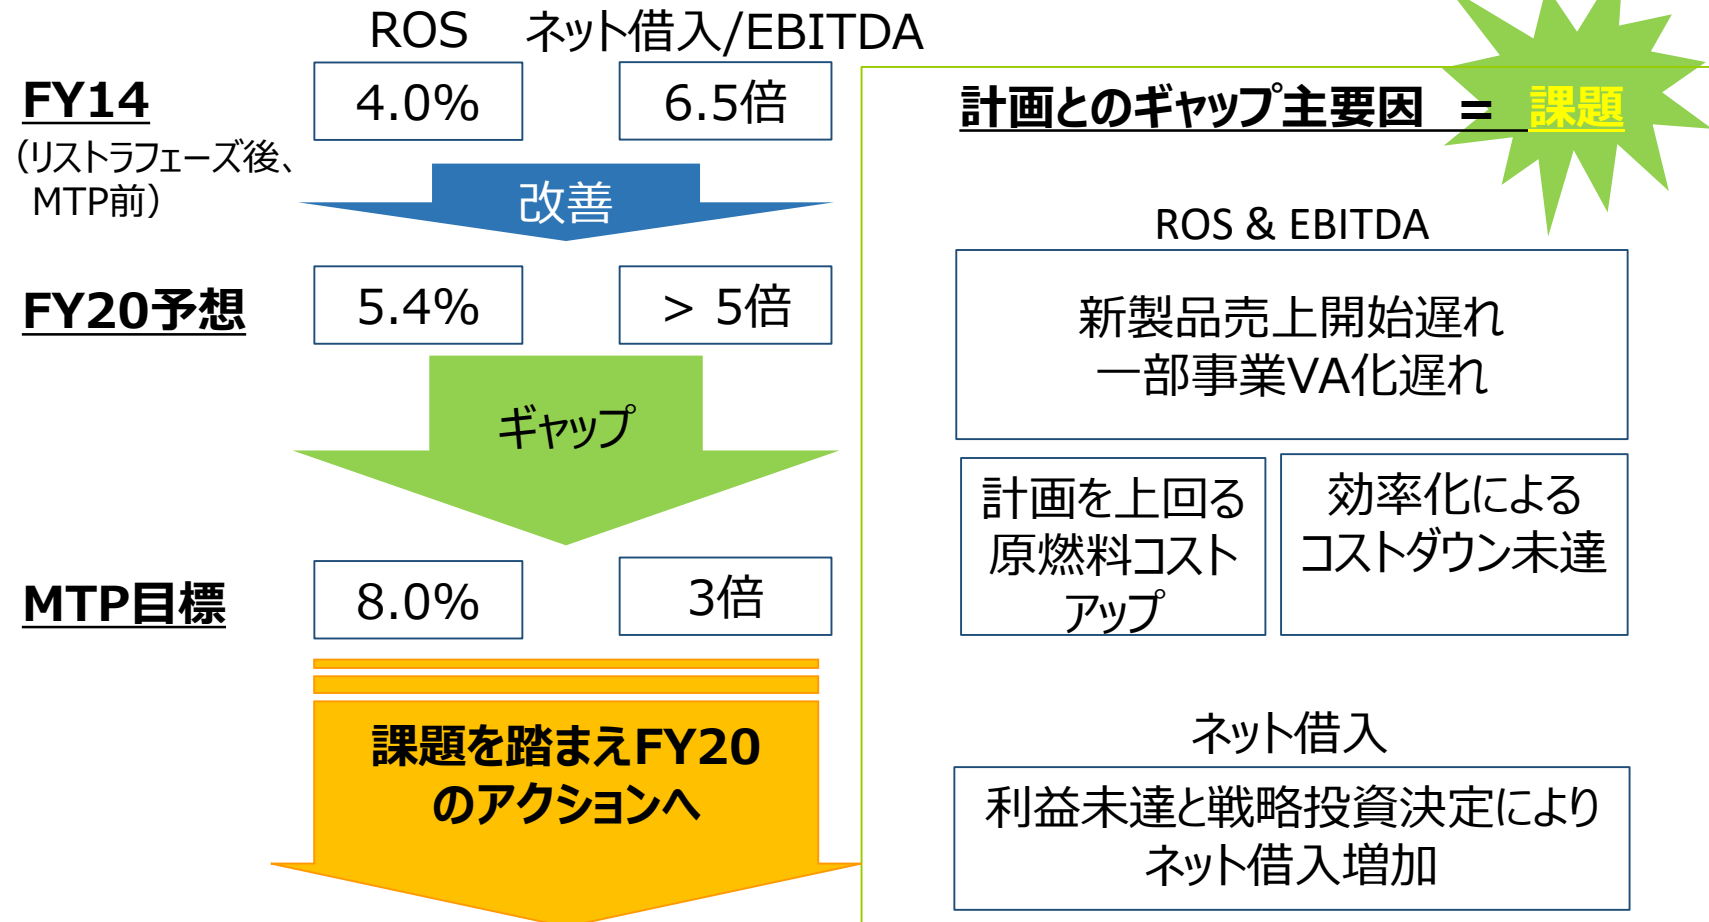 ROS ネット借入/EBITDA
FY14 4.0% 6.5倍
(リストラフェーズ後、
MTP前)
改善
FY20予想 5.4% > 5倍
ギャップ
MTP目標 8.0% 3倍
課題を踏まえFY20
のアクションへ
計画とのギャップ主要因 = 課題
ROS & EBITDA
新製品売上開始遅れ
一部事業VA化遅れ
計画を上回る
原燃料コスト
アップ
効率化による
コストダウン未達
ネット借入
利益未達と戦略投資決定により
ネット借入増加